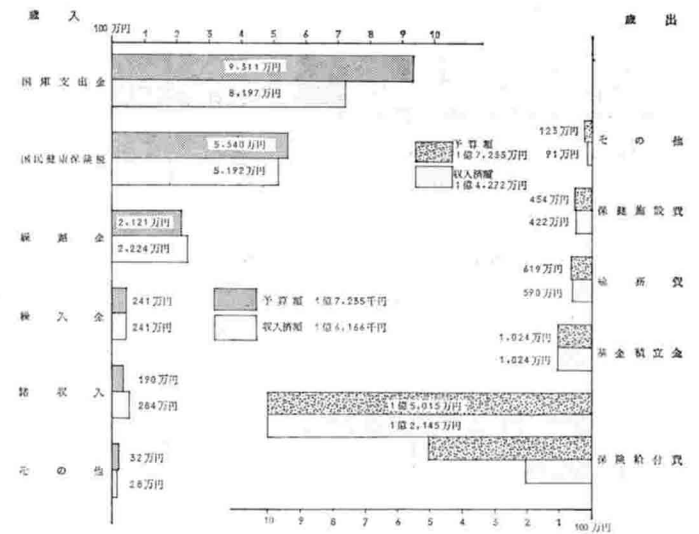 歳入
100万円
1 2 3 4 5 6 7 8 9 10
国庫支出金
9.311万円
8,197万円
国民健康保険税
5.540万円
5.192万円
繰越金
2.121万円
2.224万円
繰入金
241万円
241万円
諸収入
190万円
284万円
その他
32万円
28万円
予算額 1億7.235千円
収入済額 1億6,166千円
歳出
予算額
1億7,235万円
収入済額
1億4.272万円
その他
123万円
91万円
保健施設費
454万円
422万円
619万円
590万円
基金積立金
1,024万円
1,024万円
保険給付費
1億5,015万円
1億2,145万円
10 9 8 7 6 5 4 3 2 1
100万円